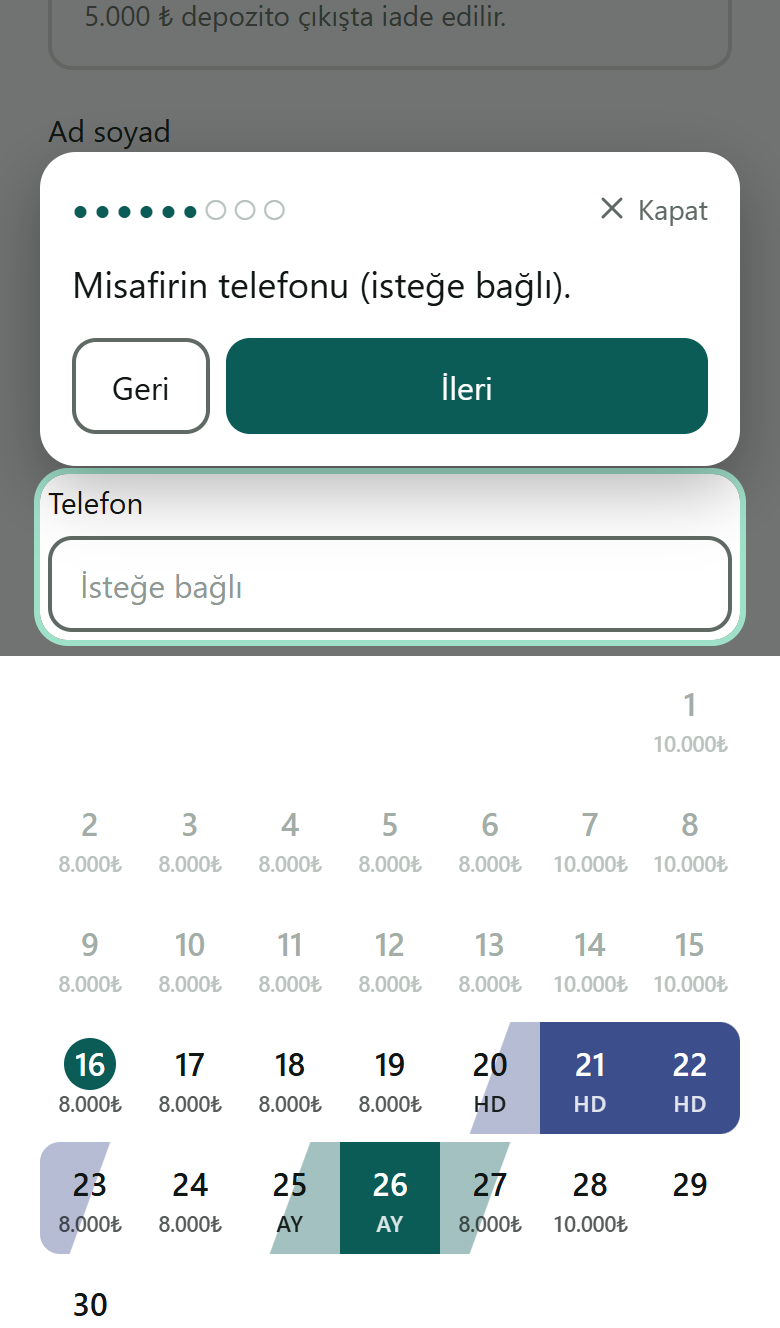 5.000 ₺ depozito çıkışta iade edilir.
Ad soyad
Kapat
Misafirin telefonu (isteğe bağlı).
Geri İleri
Telefon
İsteğe bağlı
1
10.000₺
2 3 4 5 6 7 8
8.000₺ 8.000₺ 8.000₺ 8.000₺ 8.000₺ 10.000₺ 10.000₺
9 10 11 12 13 14 15
8.000₺ 8.000₺ 8.000₺ 8.000₺ 8.000₺ 10.000₺ 10.000₺
16 17 18 19 20 21 22
8.000₺ 8.000₺ 8.000₺ 8.000₺ HD HD HD
23 24 25 26 27 28 29
8.000₺ 8.000₺ AY AY 8.000₺ 10.000₺
30